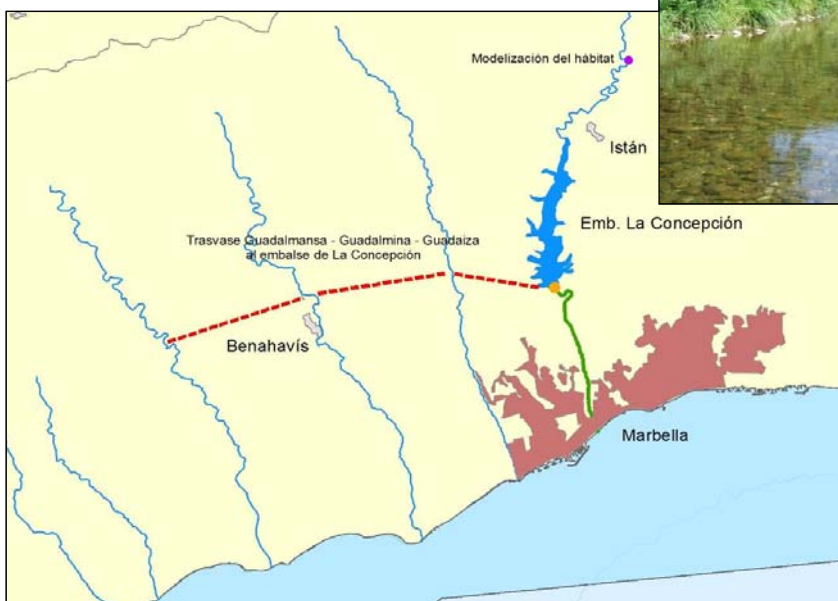 Modelización del hábitat
Istán
Emb. La Concepción
Trasvase Guadalmansa - Guadalmina - Guadaiza
al embalse de La Concepción
Benahavís
Marbella